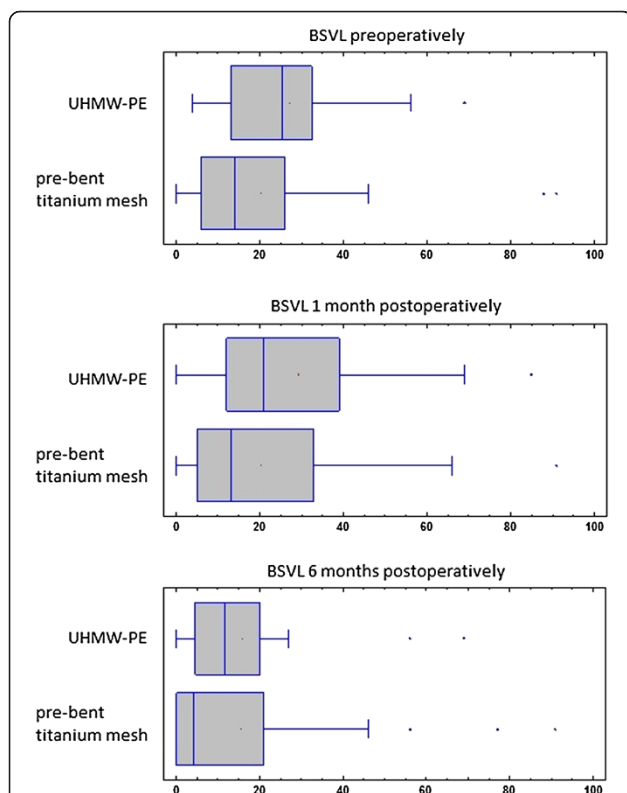 BSVL preoperatively
UHMW-PE
pre-bent
titanium mesh
0 20 40 60 80 100
BSVL 1 month postoperatively
UHMW-PE
pre-bent
titanium mesh
0 20 40 60 80 100
BSVL 6 months postoperatively
UHMW-PE
pre-bent
titanium mesh
0 20 40 60 80 100